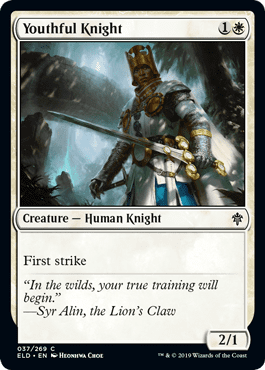 Youthful Knight 1
Creature — Human Knight
First strike
"In the wilds, your true training will
begin."
—Syr Alin, the Lion's Claw
2/1
037/269 C
ELD • EN HEONHWA CHOE
™ & © 2019 Wizards of the Coast